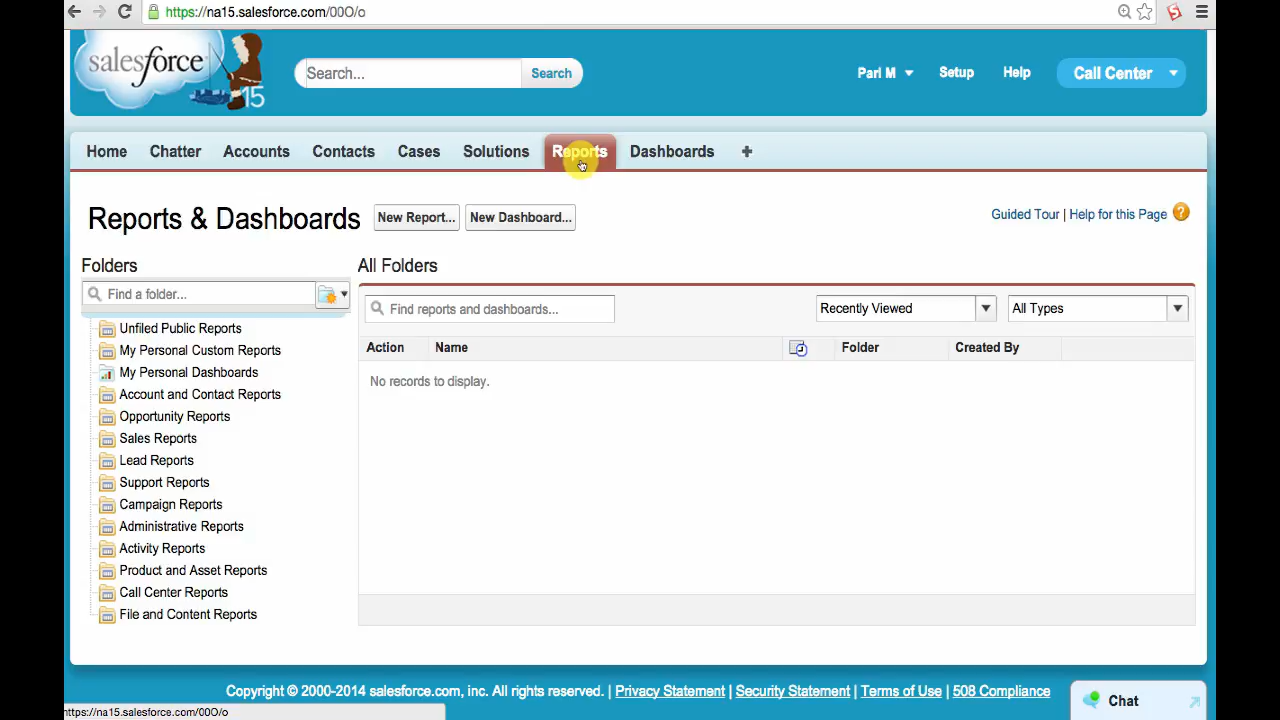 https://na15.salesforce.com/00O/o
salesforce
15
Search...
Search
Parl M
Setup
Help
Call Center
Home
Chatter
Accounts
Contacts
Cases
Solutions
Reports
Dashboards
+
Reports & Dashboards
New Report...
New Dashboard...
Guided Tour | Help for this Page
?
Folders
Find a folder...
Unfiled Public Reports
My Personal Custom Reports
My Personal Dashboards
Account and Contact Reports
Opportunity Reports
Sales Reports
Lead Reports
Support Reports
Campaign Reports
Administrative Reports
Activity Reports
Product and Asset Reports
Call Center Reports
File and Content Reports
All Folders
Find reports and dashboards...
Recently Viewed
All Types
Action
Name
Folder
Created By
No records to display.
Copyright © 2000-2014 salesforce.com, inc. All rights reserved. | Privacy Statement | Security Statement | Terms of Use | 508 Compliance
Chat
https://na15.salesforce.com/00O/o